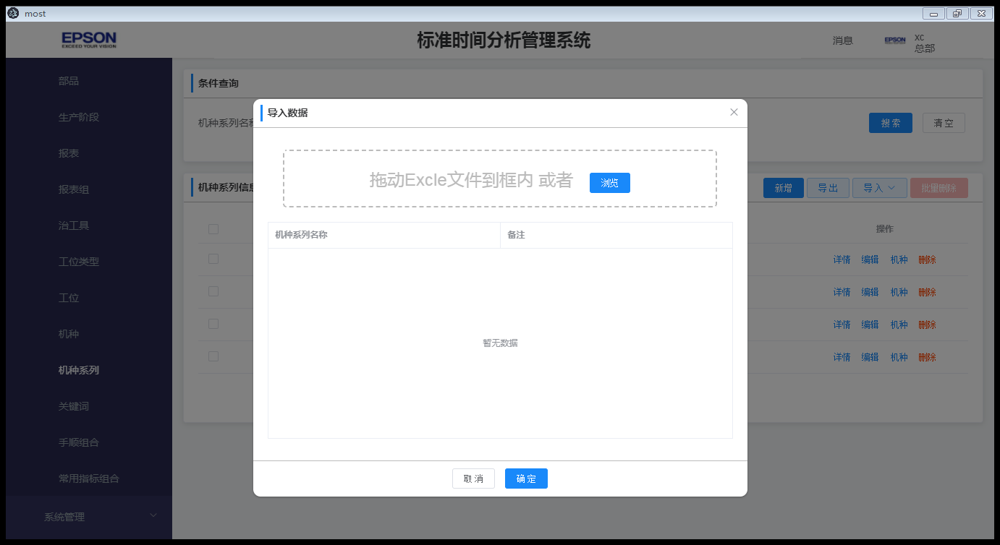 most
EPSON
EXCEED YOUR VISION
标准时间分析管理系统
消息
EPSON
xc
总部
部品
生产阶段
报表
报表组
治工具
工位类型
工位
机种
机种系列
关键词
手顺组合
常用指标组合
系统管理
条件查询
机种系列名称
搜索
清空
机种系列信息
新增
导出
导入
批量删除
操作
详情 编辑 机种 删除
详情 编辑 机种 删除
详情 编辑 机种 删除
详情 编辑 机种 删除
导入数据
拖动Excle文件到框内 或者
浏览
机种系列名称
备注
暂无数据
取消
确定